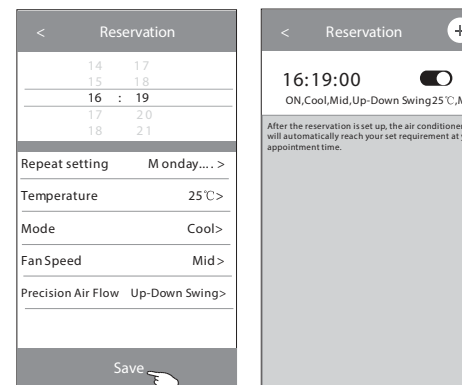 < Reservation
14 17
15 18
16 : 19
17 20
18 21
Repeat setting Monday.... >
Temperature 25℃>
Mode Cool>
Fan Speed Mid>
Precision Air Flow Up-Down Swing>
Save
< Reservation +
16:19:00
ON,Cool,Mid,Up-Down Swing25℃,M
After the reservation is set up, the air conditioner
will automatically reach your set requirement at
appointment time.